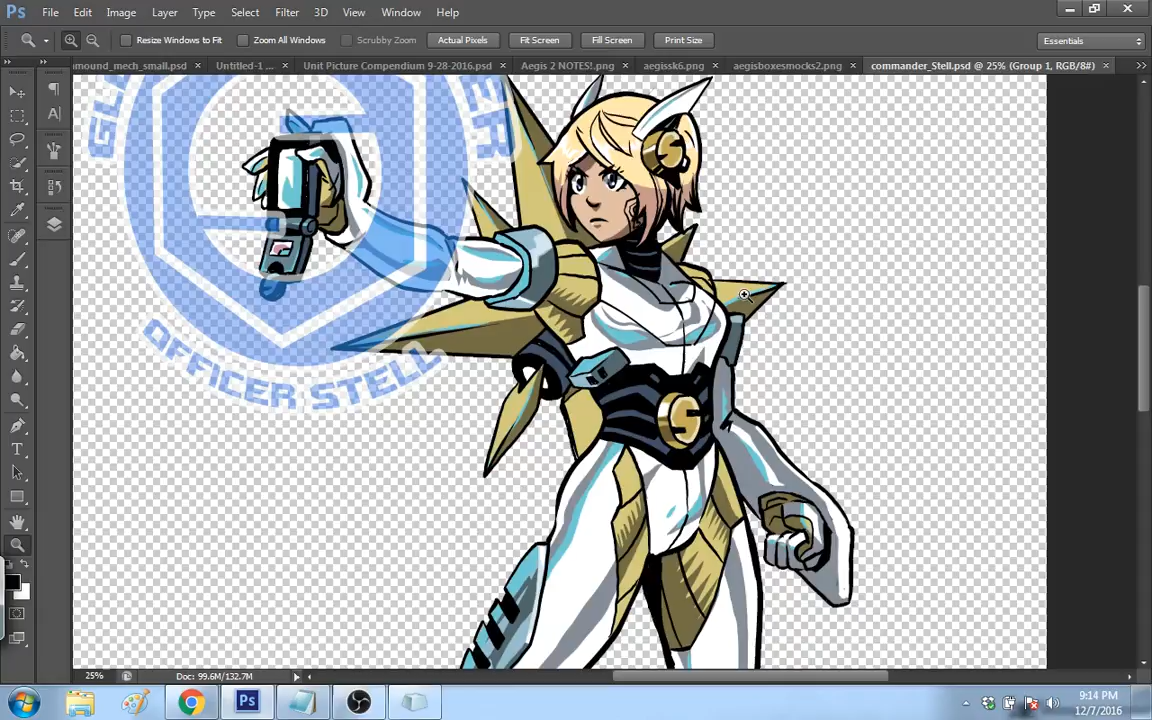 Ps File Edit Image Layer Type Select Filter 3D View Window Help
Resize Windows to Fit Zoom All Windows Scrubby Zoom Actual Pixels Fit Screen Fill Screen Print Size Essentials
mound_mech_small.psd × Untitled-1 ... × Unit Picture Compendium 9-28-2016.psd × Aegis 2 NOTES!.png × aegissk6.png × aegisboxesmocks2.png × commander_Stell.psd @ 25% (Group 1, RGB/8#) ×
OFFICER STELL
S
S
25% Doc: 99.6M/132.7M
Ps
9:14 PM
12/7/2016